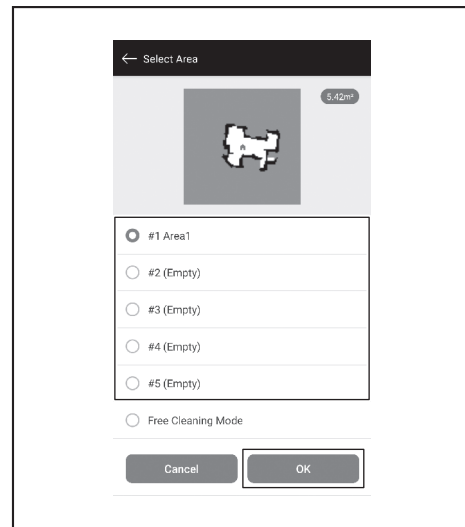 Select Area
5.42m²
#1 Area1
#2 (Empty)
#3 (Empty)
#4 (Empty)
#5 (Empty)
Free Cleaning Mode
Cancel OK